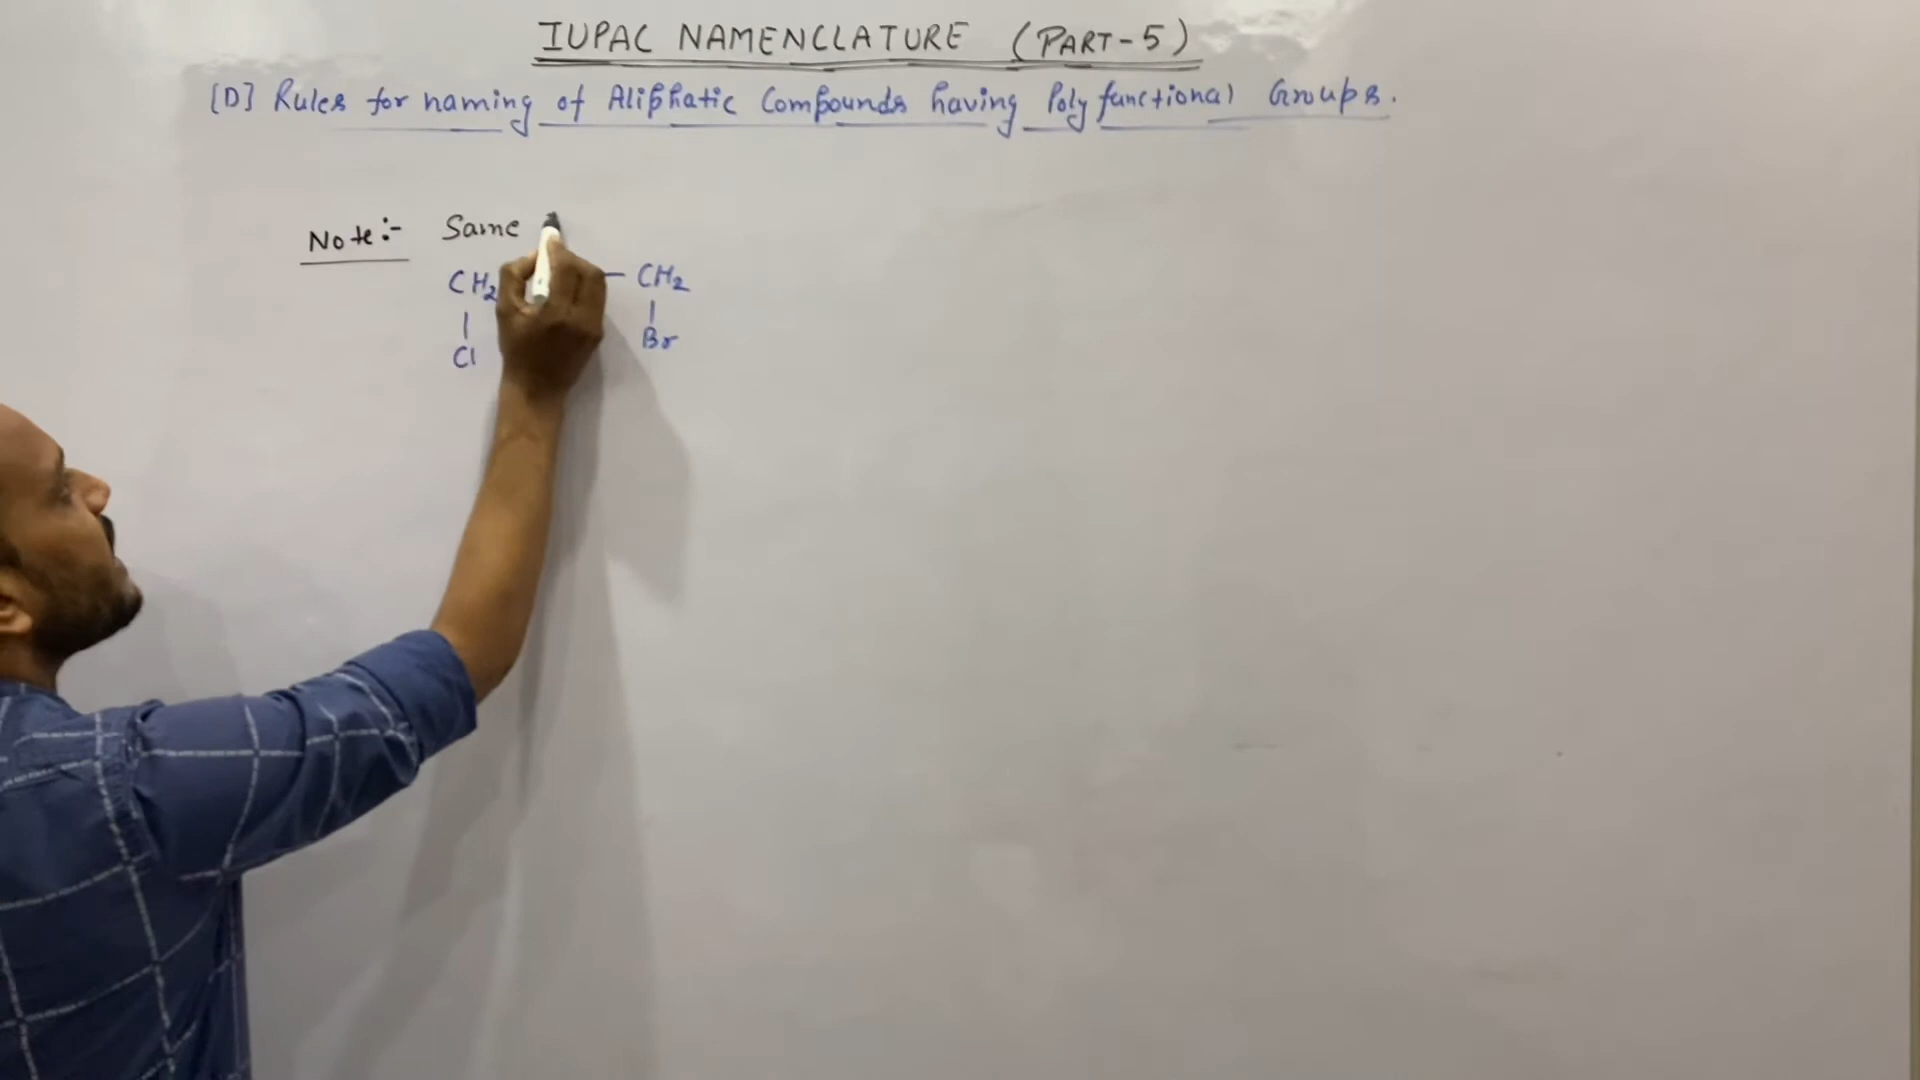 IUPAC NAMENCLATURE (PART-5)
[D] Rules for naming of Aliphatic Compounds having Poly functional Groups.
Note:- Same
CH2 — CH2
Cl Br